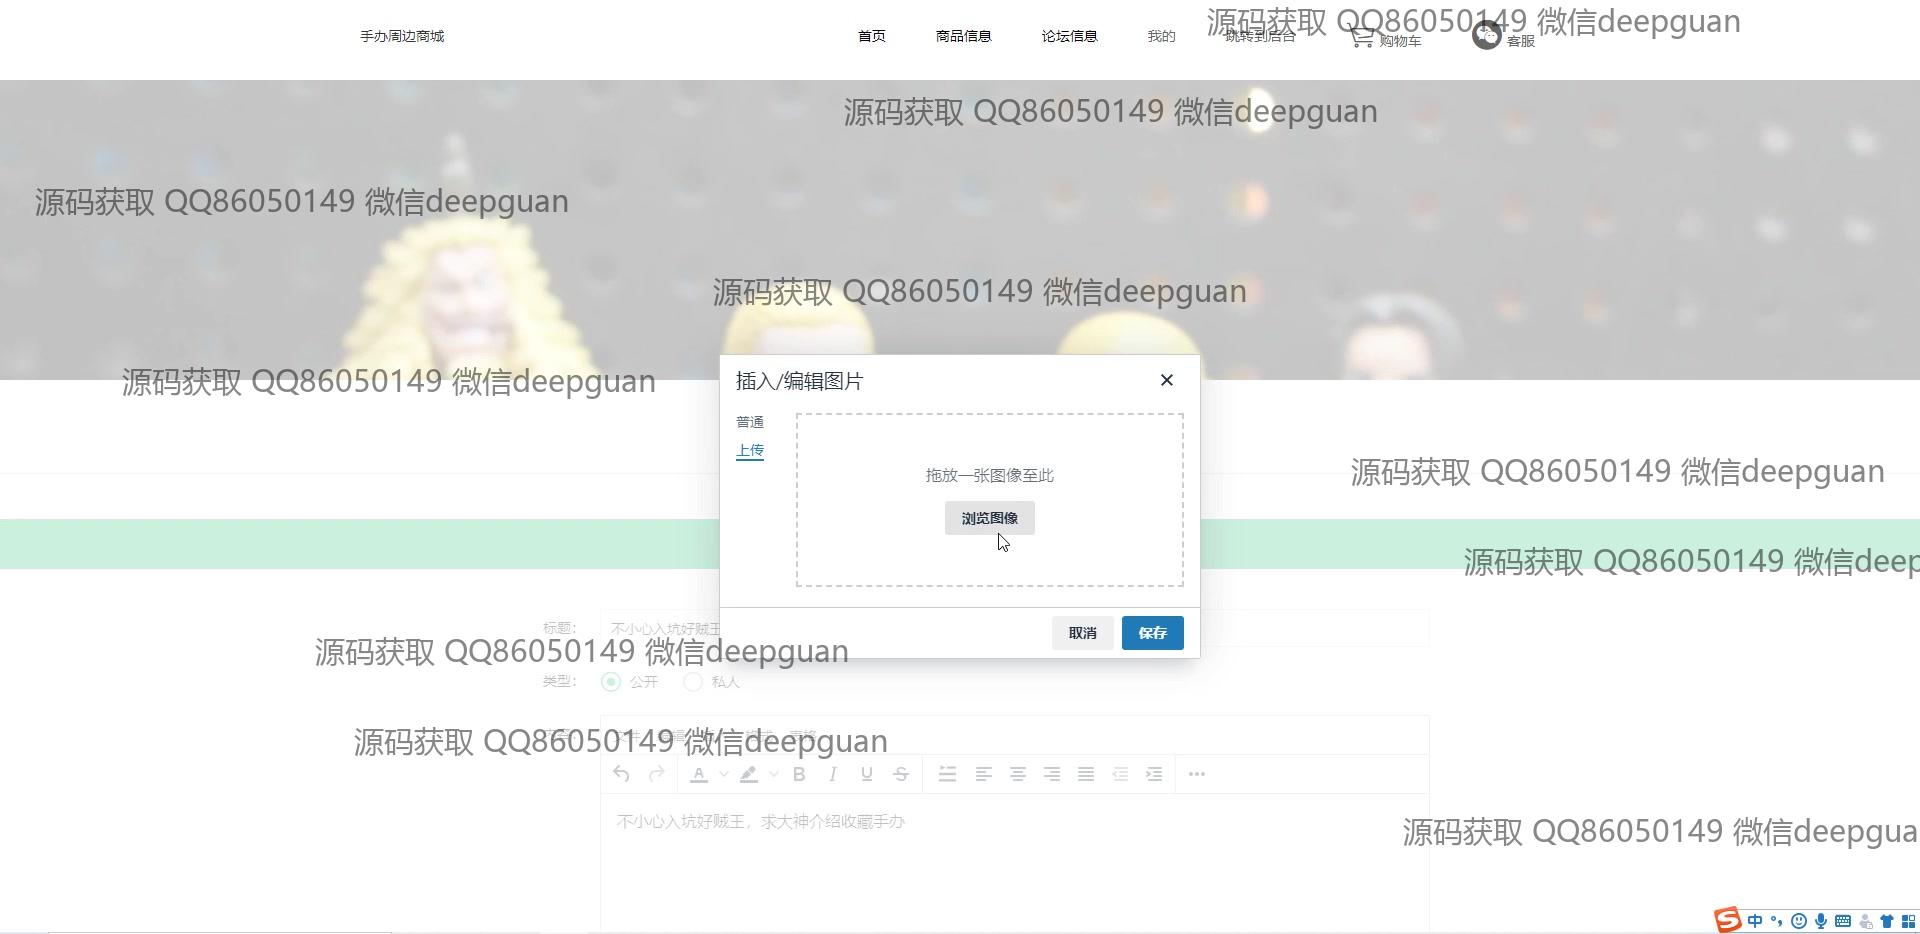 手办周边商城
首页 商品信息 论坛信息 我的 跳转到后台 购物车 客服
源码获取 QQ86050149 微信deepguan
源码获取 QQ86050149 微信deepguan
源码获取 QQ86050149 微信deepguan
源码获取 QQ86050149 微信deepguan
源码获取 QQ86050149 微信deepguan
插入/编辑图片
普通
上传
拖放一张图像至此
浏览图像
源码获取 QQ86050149 微信deepguan
源码获取 QQ86050149 微信deep
取消 保存
标题： 不小心入坑好贼王
源码获取 QQ86050149 微信deepguan
类型： 公开 私人
源码获取 QQ86050149 微信deepguan
不小心入坑好贼王，求大神介绍收藏手办
源码获取 QQ86050149 微信deepgua
中